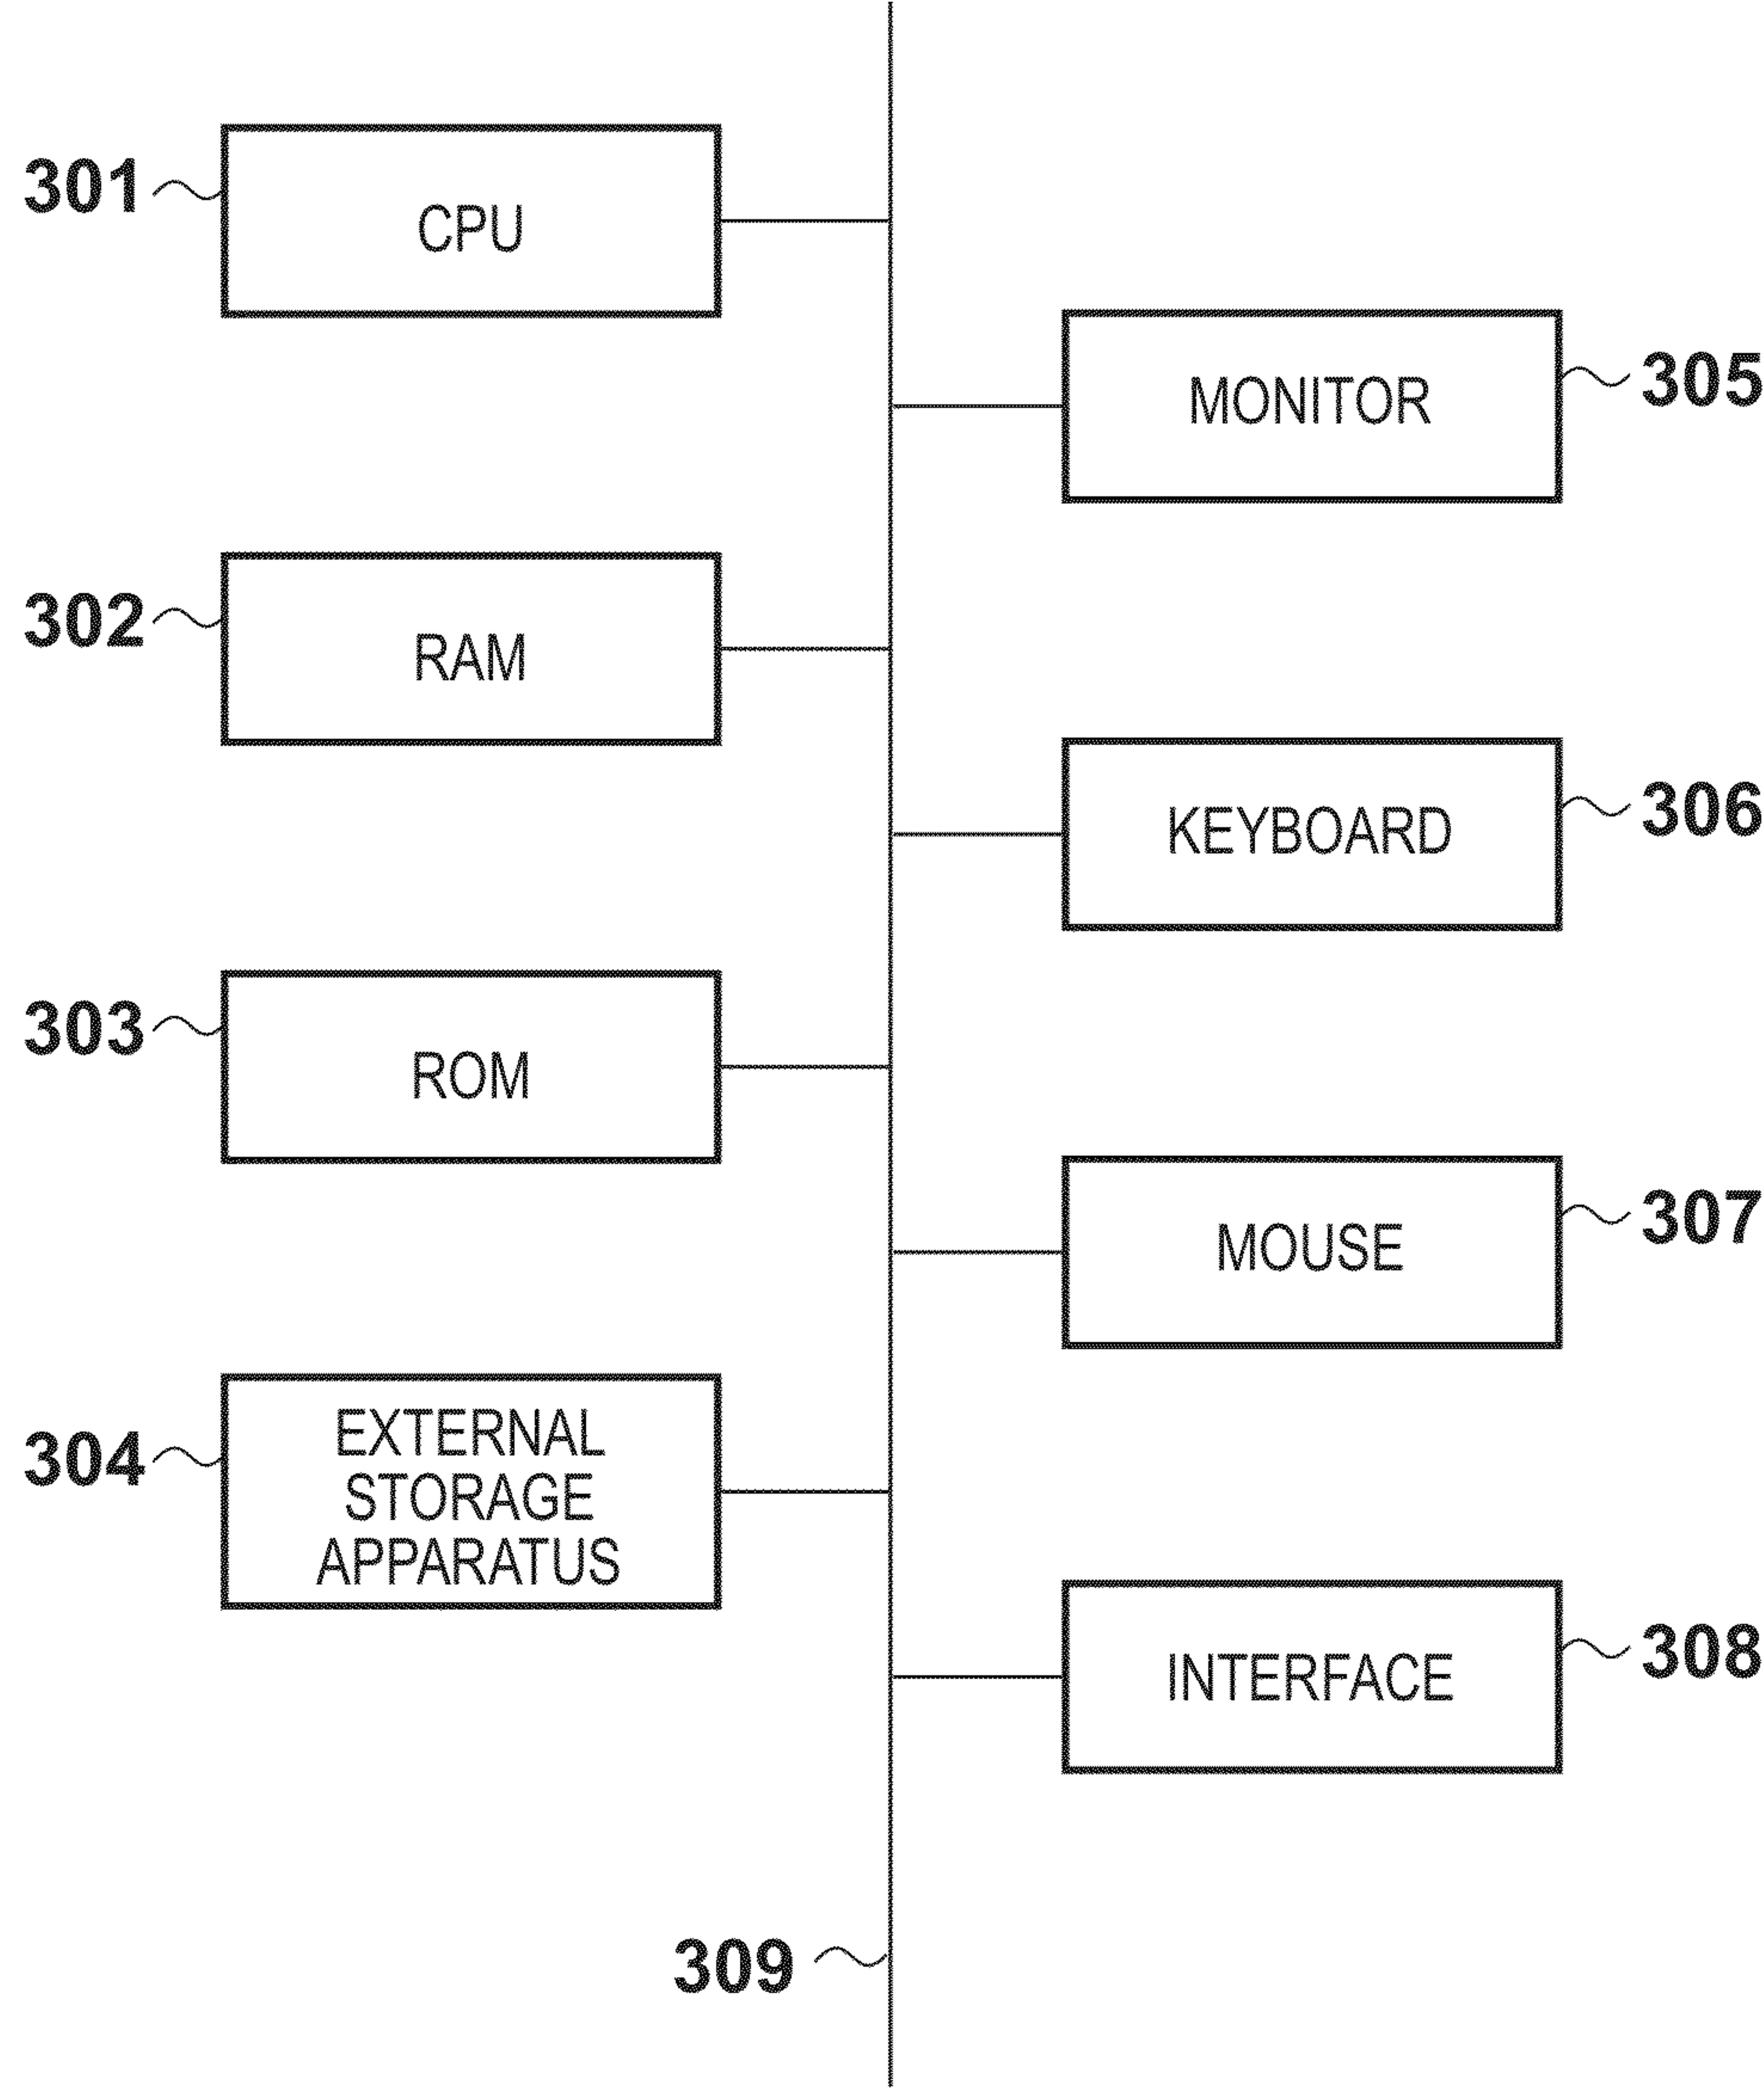 301
CPU
MONITOR
305
302
RAM
KEYBOARD
306
303
ROM
MOUSE
307
304
EXTERNAL
STORAGE
APPARATUS
INTERFACE
308
309